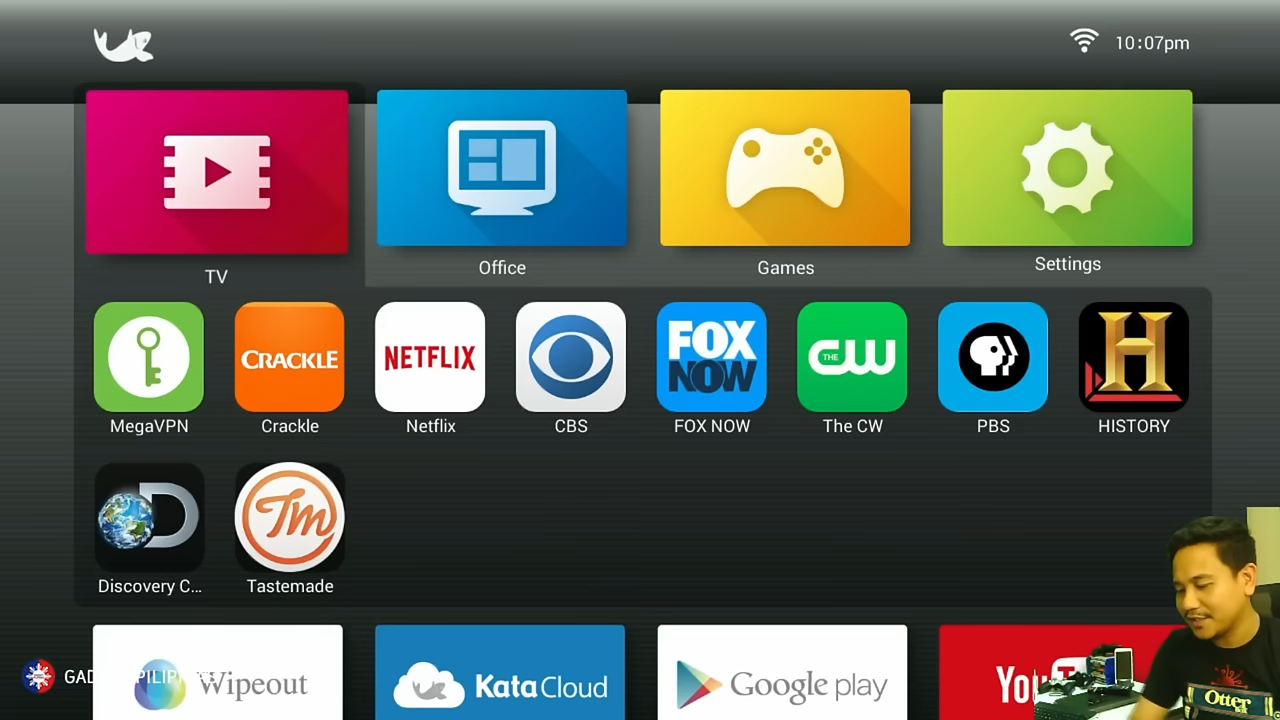 10:07pm
TV
Office
Games
Settings
CRACKLE
NETFLIX
FOX
NOW
THE CW
H
MegaVPN
Crackle
Netflix
CBS
FOX NOW
The CW
PBS
HISTORY
D
Tm
Discovery C...
Tastemade
Wipeout
Kata Cloud
Google play
You
Otter